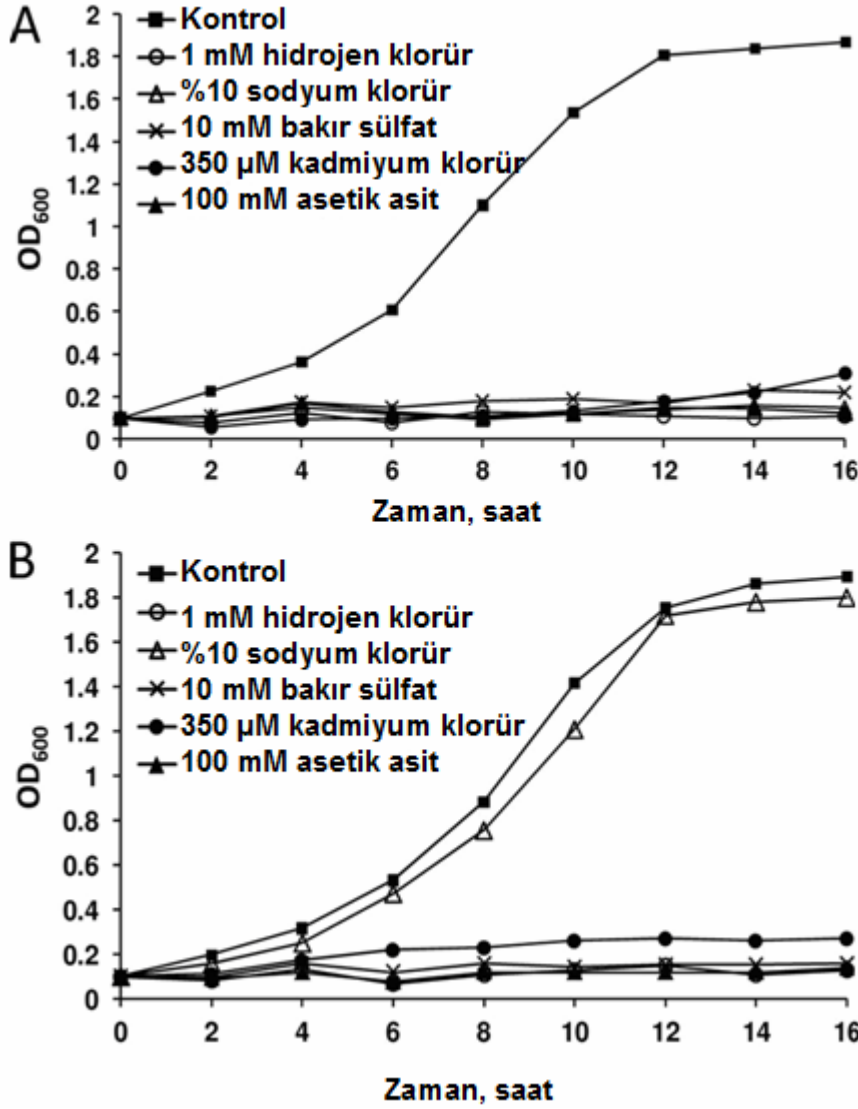 A
Kontrol
1 mM hidrojen klorür
%10 sodyum klorür
10 mM bakır sülfat
350 µM kadmiyum klorür
100 mM asetik asit
2
1.8
1.6
1.4
1.2
1
0.8
0.6
0.4
0.2
0
OD600
0 2 4 6 8 10 12 14 16
Zaman, saat
B
Kontrol
1 mM hidrojen klorür
%10 sodyum klorür
10 mM bakır sülfat
350 µM kadmiyum klorür
100 mM asetik asit
2
1.8
1.6
1.4
1.2
1
0.8
0.6
0.4
0.2
0
OD600
0 2 4 6 8 10 12 14 16
Zaman, saat